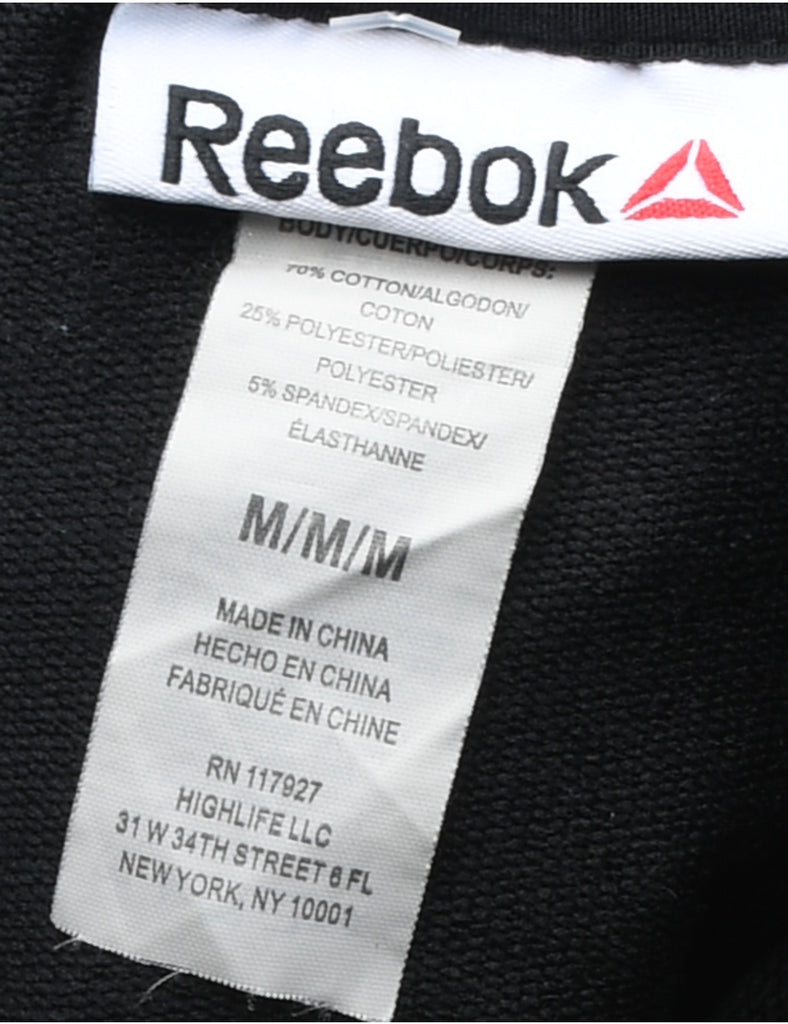 Reebok
BODY/CUERPO/CORPS:
70% COTTON/ALGODON/
COTON
25% POLYESTER/POLIESTER/
POLYESTER
5% SPANDEX/SPANDEX/
ÉLASTHANNE
M/M/M
MADE IN CHINA
HECHO EN CHINA
FABRIQUÉ EN CHINE
RN 117927
HIGHLIFE LLC
31 W 34TH STREET 6 FL
NEW YORK, NY 10001